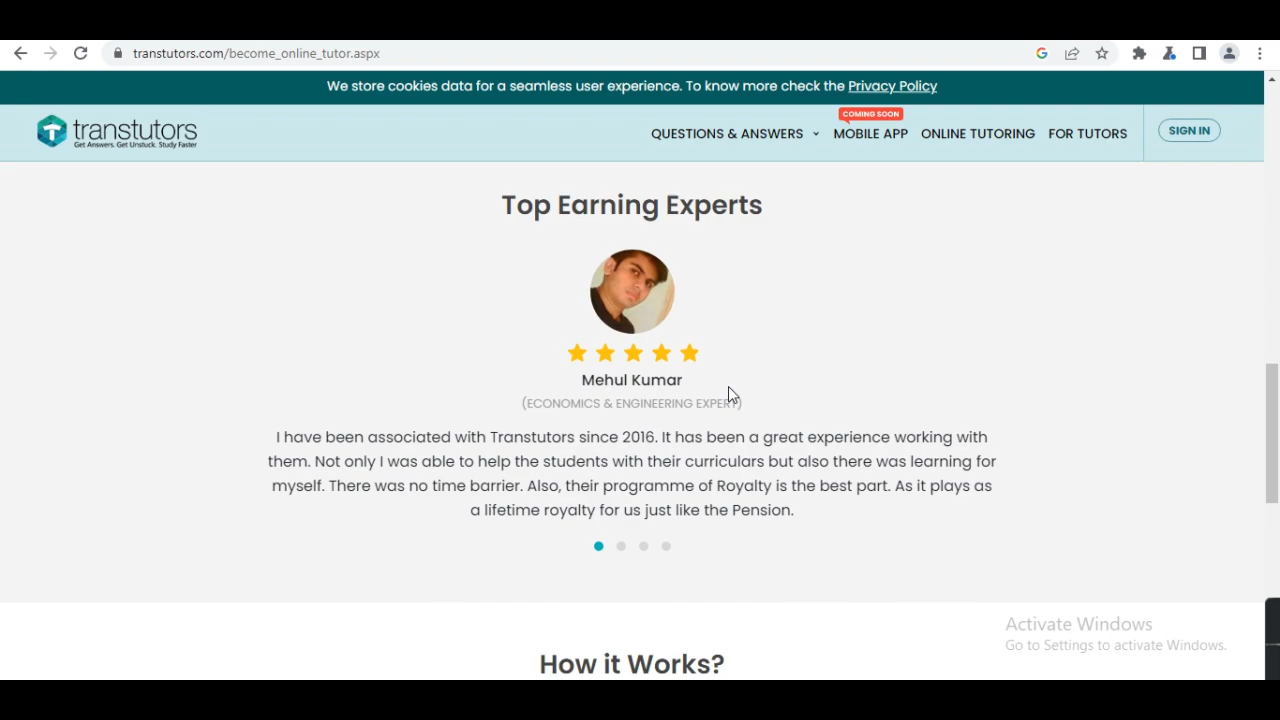 transtutors.com/become_online_tutor.aspx
We store cookies data for a seamless user experience. To know more check the Privacy Policy
transtutors
Get Answers. Get Unstuck. Study Faster
COMING SOON
QUESTIONS & ANSWERS MOBILE APP ONLINE TUTORING FOR TUTORS SIGN IN
Top Earning Experts
Mehul Kumar
(ECONOMICS & ENGINEERING EXPERT)
I have been associated with Transtutors since 2016. It has been a great experience working with
them. Not only I was able to help the students with their curriculars but also there was learning for
myself. There was no time barrier. Also, their programme of Royalty is the best part. As it plays as
a lifetime royalty for us just like the Pension.
How it Works?
Activate Windows
Go to Settings to activate Windows.